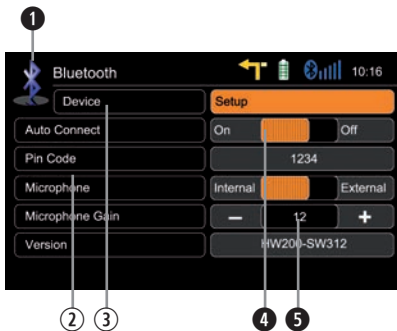 1
Bluetooth 10:16
Device Setup
Auto Connect On Off
Pin Code 1234
Microphone Internal External
Microphone Gain − 12 +
Version HW200-SW312
2 3 4 5